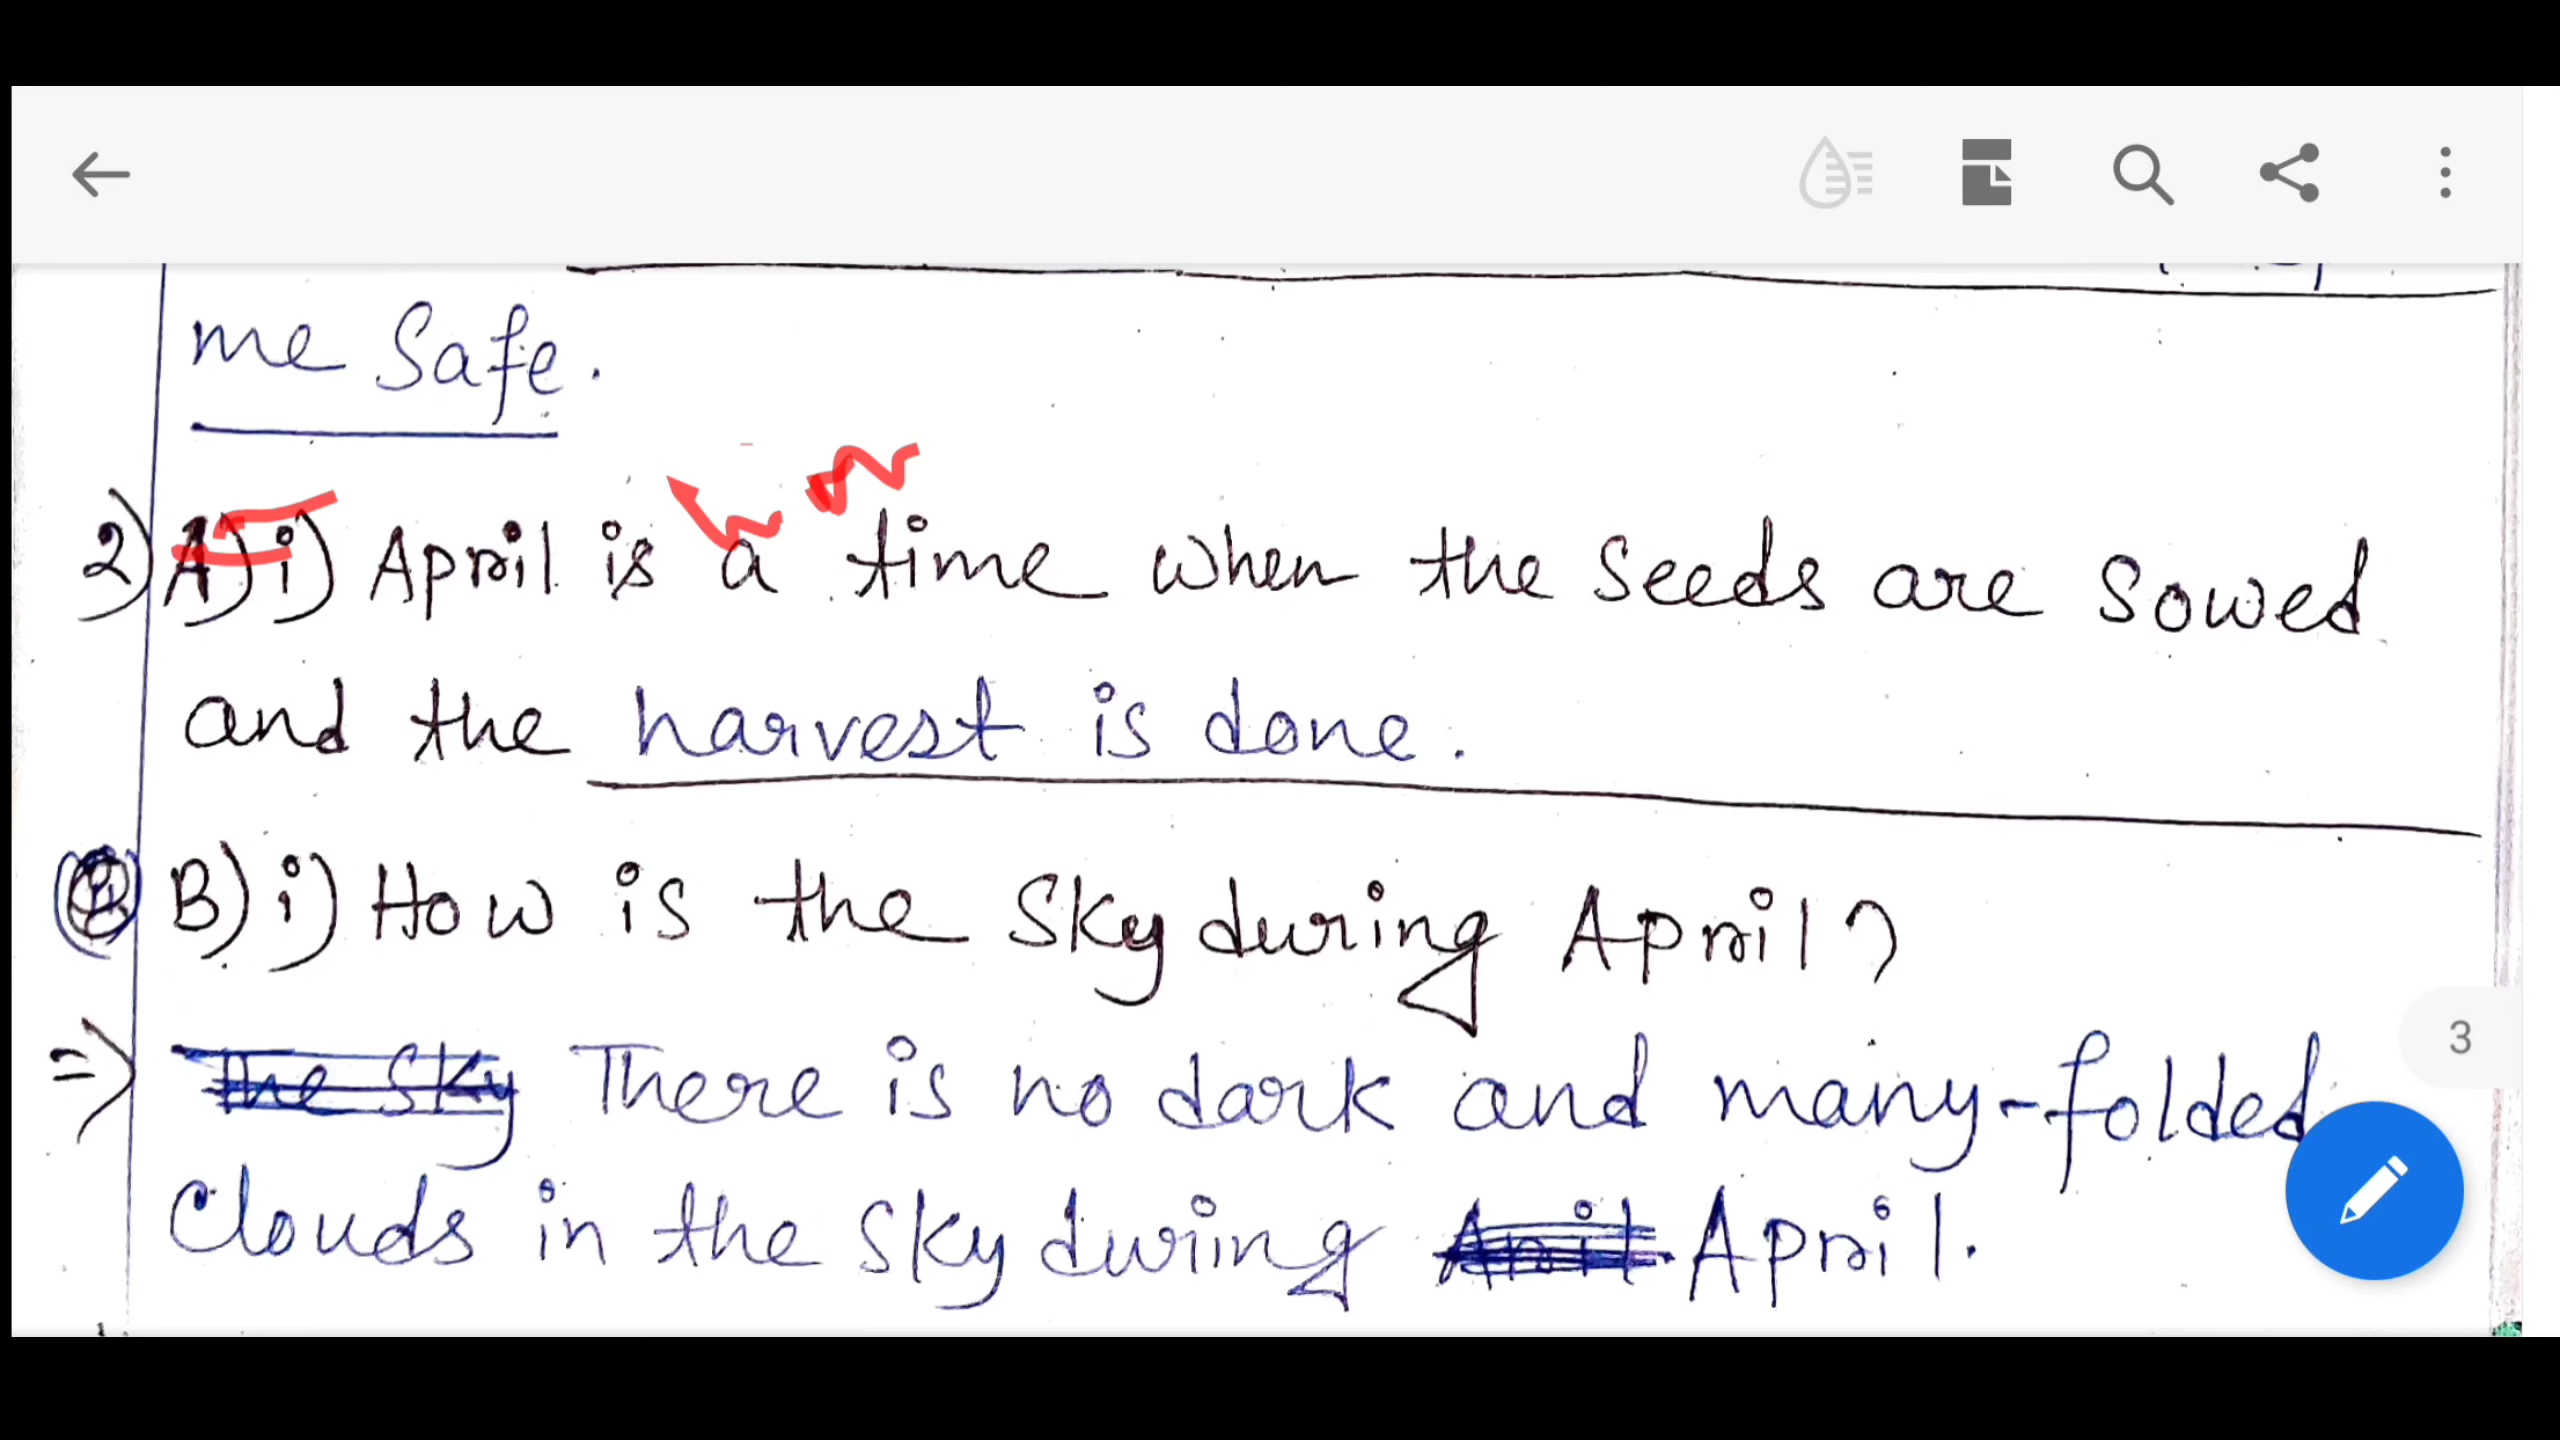 me Safe.
2) A) i) April is a time when the Seeds are Sowed
and the harvest is done.
B) i) How is the Sky during April?
=) The Sky There is no dark and many-folded
Clouds in the Sky during April April.
3